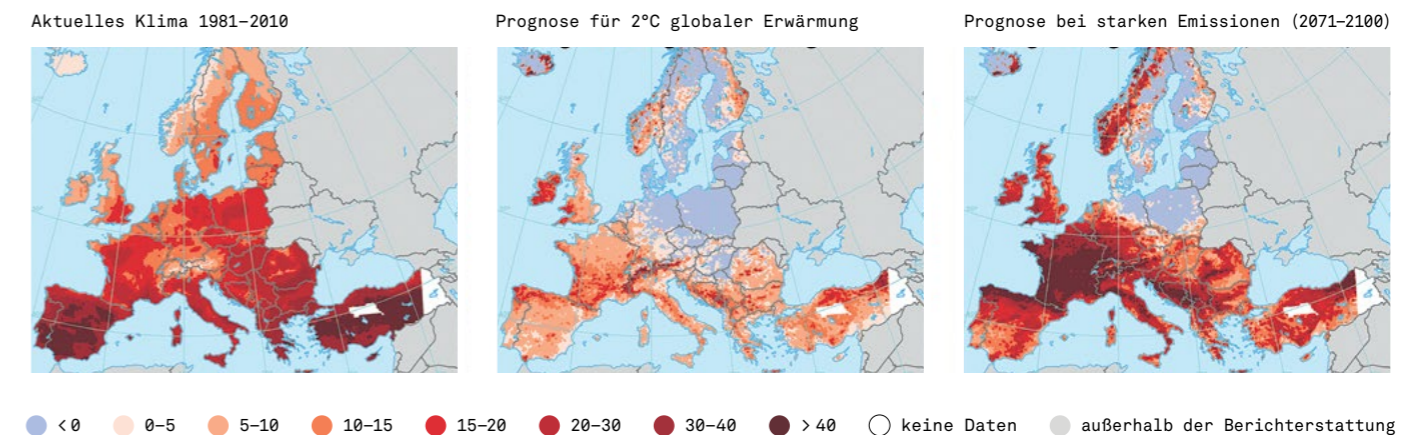 Aktuelles Klima 1981–2010
Prognose für 2°C globaler Erwärmung
Prognose bei starken Emissionen (2071–2100)
< 0 0–5 5–10 10–15 15–20 20–30 30–40 > 40 keine Daten außerhalb der Berichterstattung